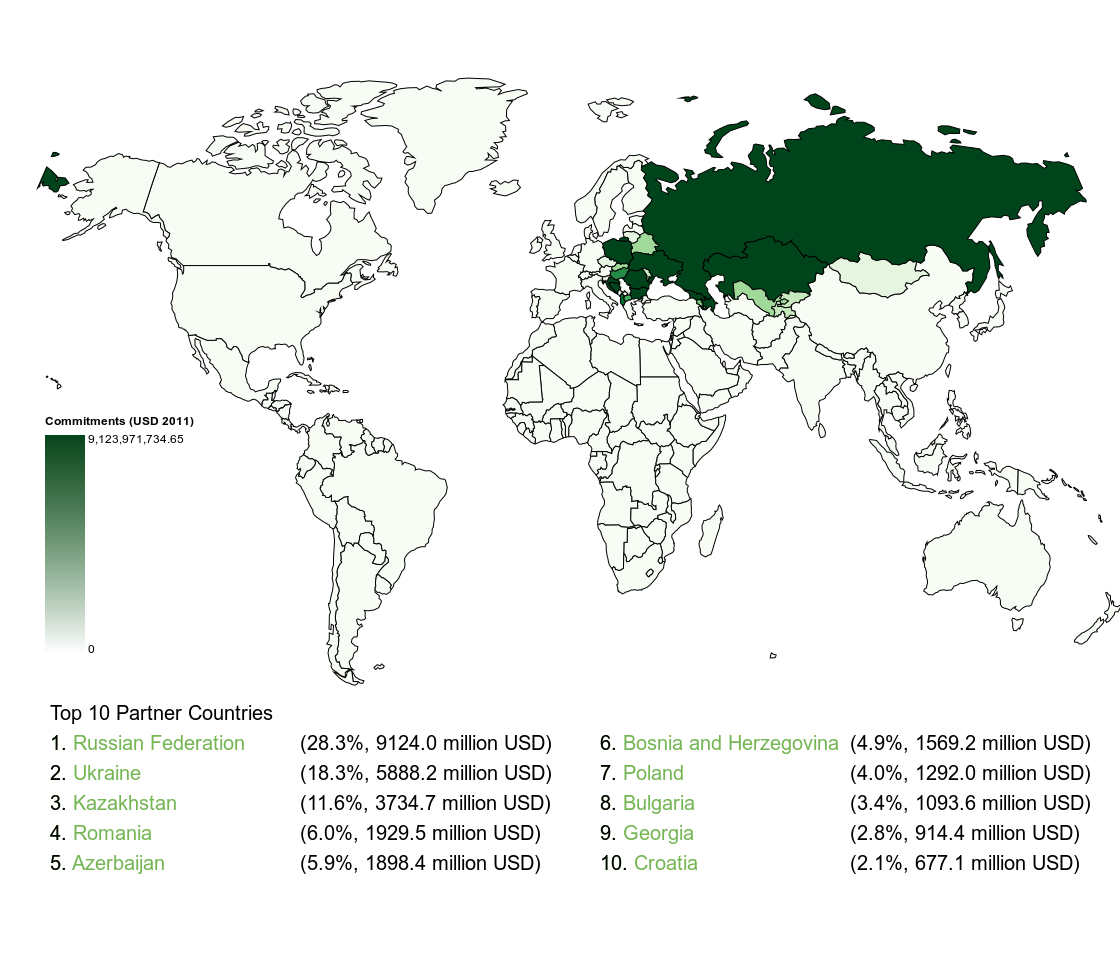 Commitments (USD 2011)
9,123,971,734.65
0
Top 10 Partner Countries
1. Russian Federation (28.3%, 9124.0 million USD)
2. Ukraine (18.3%, 5888.2 million USD)
3. Kazakhstan (11.6%, 3734.7 million USD)
4. Romania (6.0%, 1929.5 million USD)
5. Azerbaijan (5.9%, 1898.4 million USD)
6. Bosnia and Herzegovina (4.9%, 1569.2 million USD)
7. Poland (4.0%, 1292.0 million USD)
8. Bulgaria (3.4%, 1093.6 million USD)
9. Georgia (2.8%, 914.4 million USD)
10. Croatia (2.1%, 677.1 million USD)